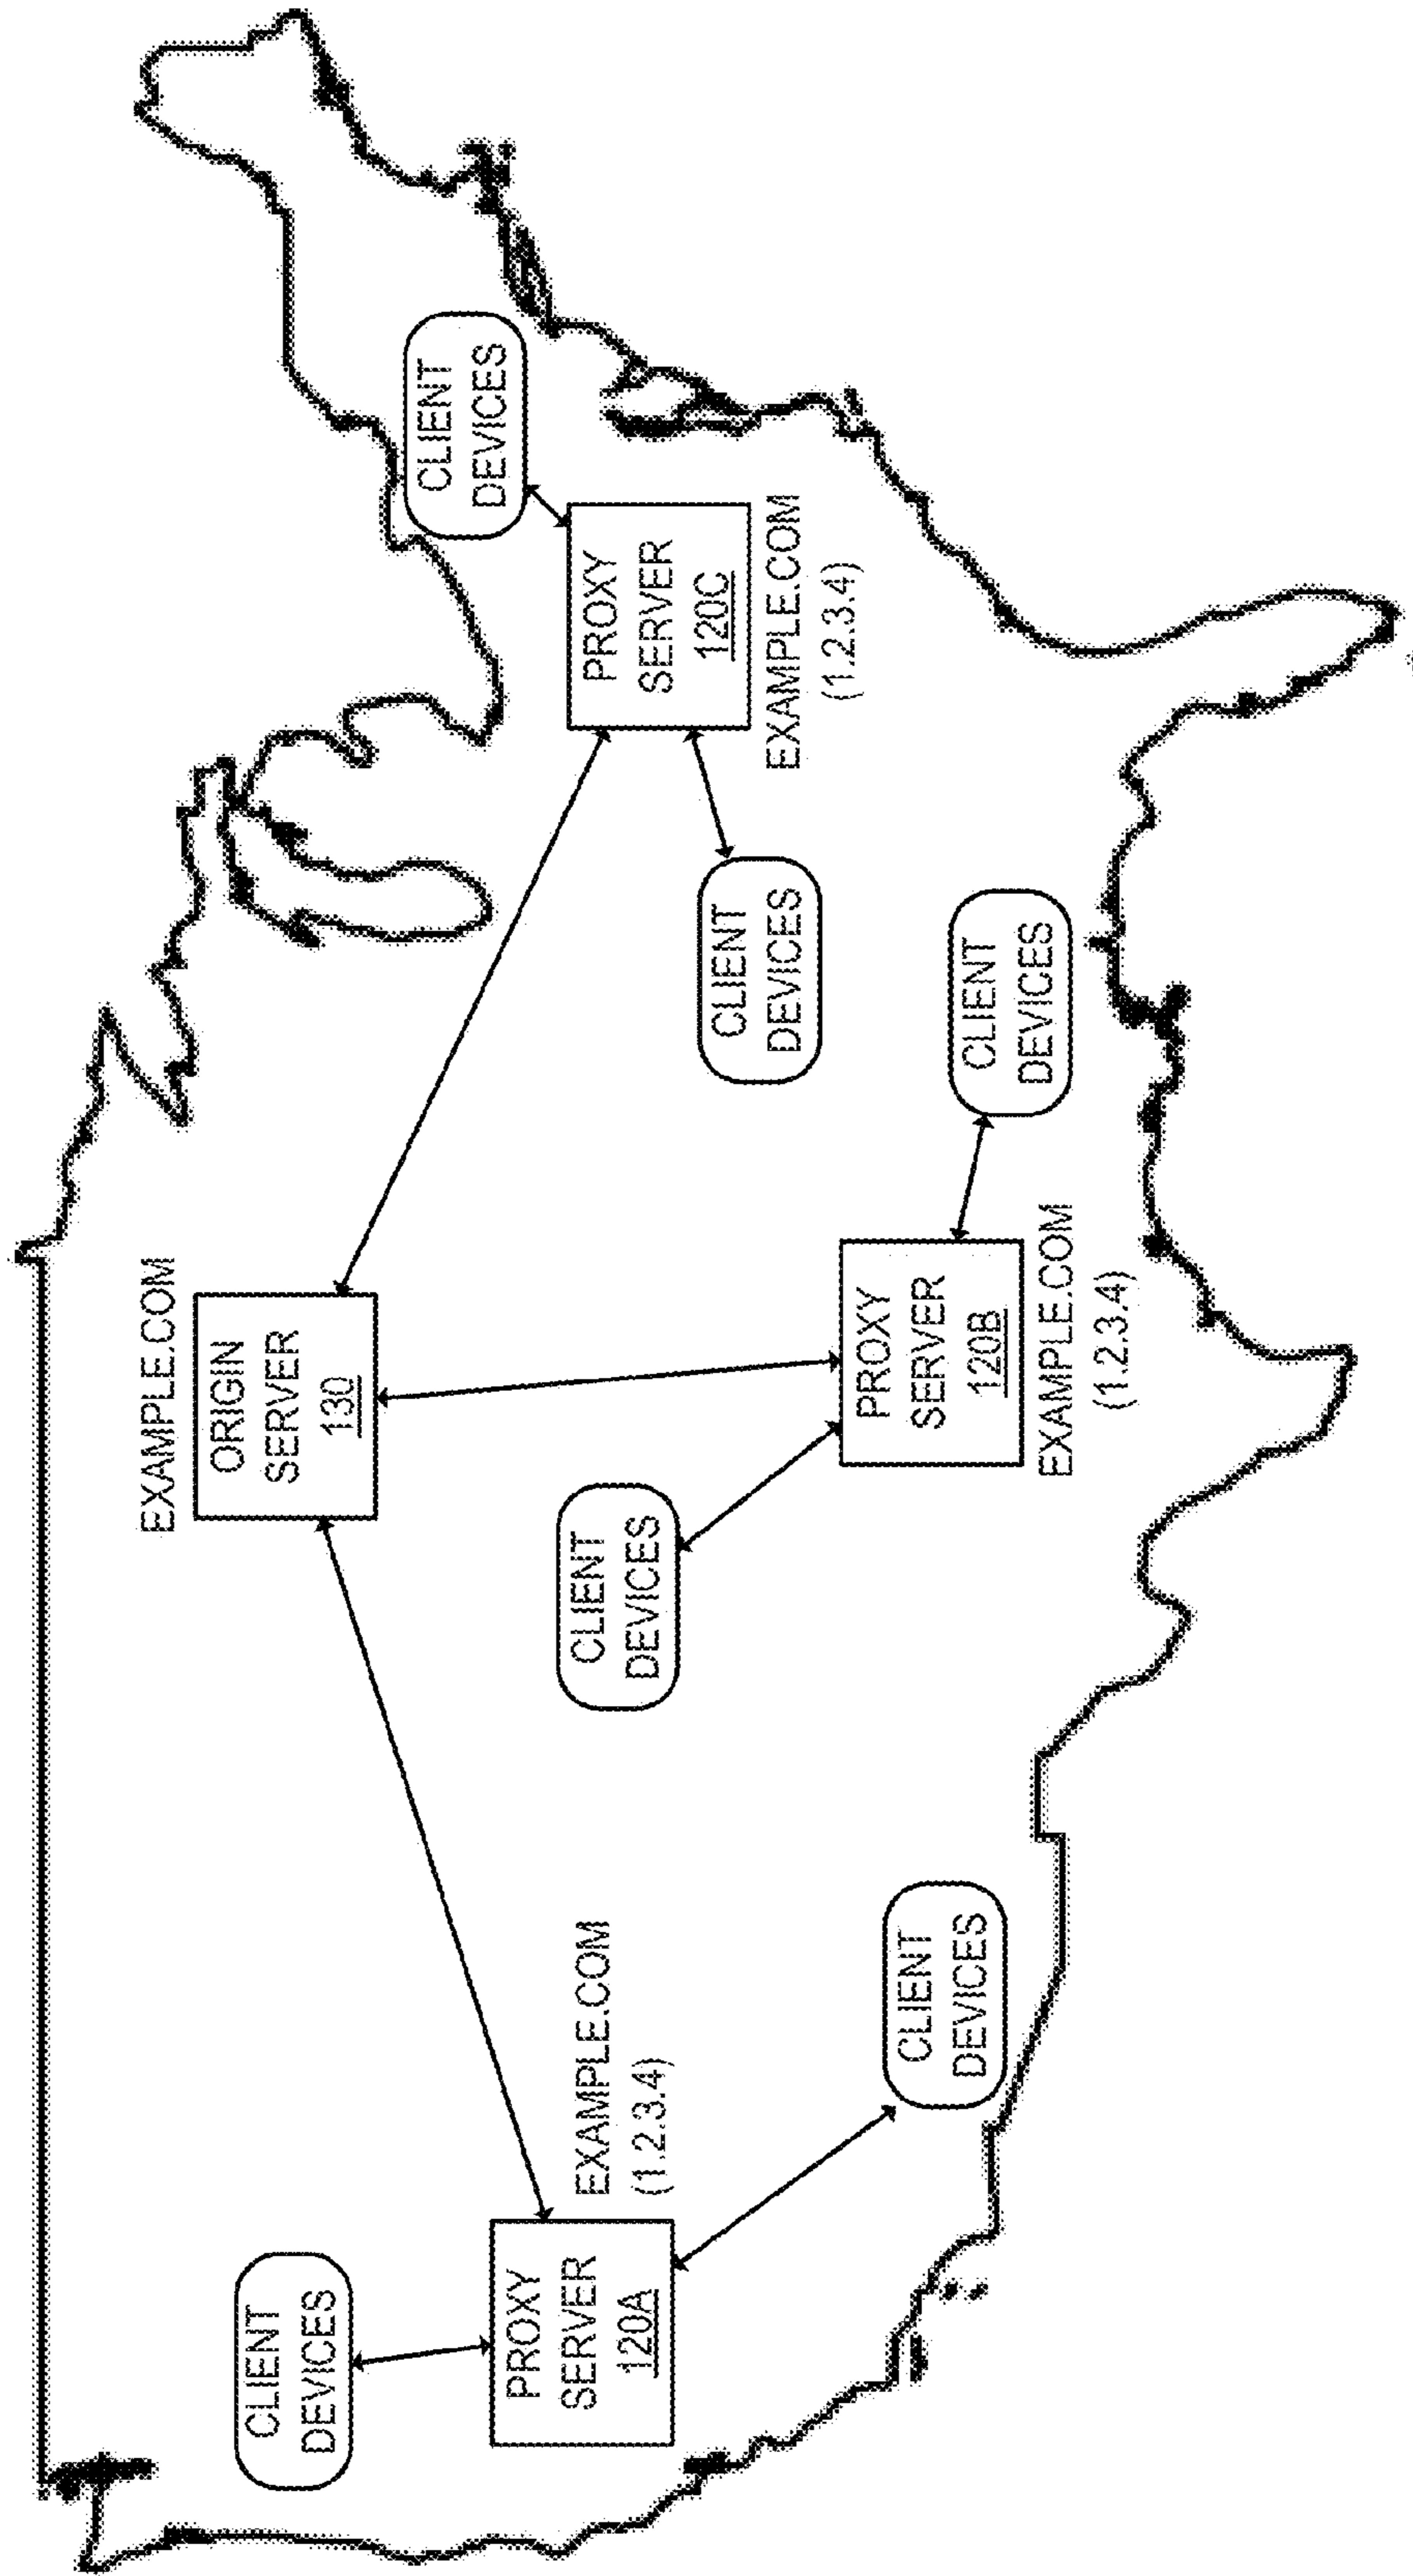 EXAMPLE.COM
ORIGIN
SERVER
130
CLIENT
DEVICES
PROXY
SERVER
120A
EXAMPLE.COM
(1.2.3.4)
CLIENT
DEVICES
CLIENT
DEVICES
PROXY
SERVER
120B
EXAMPLE.COM
(1.2.3.4)
CLIENT
DEVICES
CLIENT
DEVICES
PROXY
SERVER
120C
EXAMPLE.COM
(1.2.3.4)
CLIENT
DEVICES